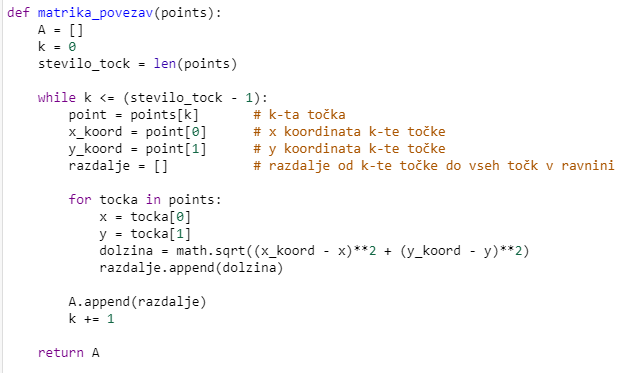 def matrika_povezav(points):
    A = []
    k = 0
    stevilo_tock = len(points)

    while k <= (stevilo_tock - 1):
        point = points[k]       # k-ta točka
        x_koord = point[0]      # x koordinata k-te točke
        y_koord = point[1]      # y koordinata k-te točke
        razdalje = []           # razdalje od k-te točke do vseh točk v ravnini

        for tocka in points:
            x = tocka[0]
            y = tocka[1]
            dolzina = math.sqrt((x_koord - x)**2 + (y_koord - y)**2)
            razdalje.append(dolzina)

        A.append(razdalje)
        k += 1

    return A